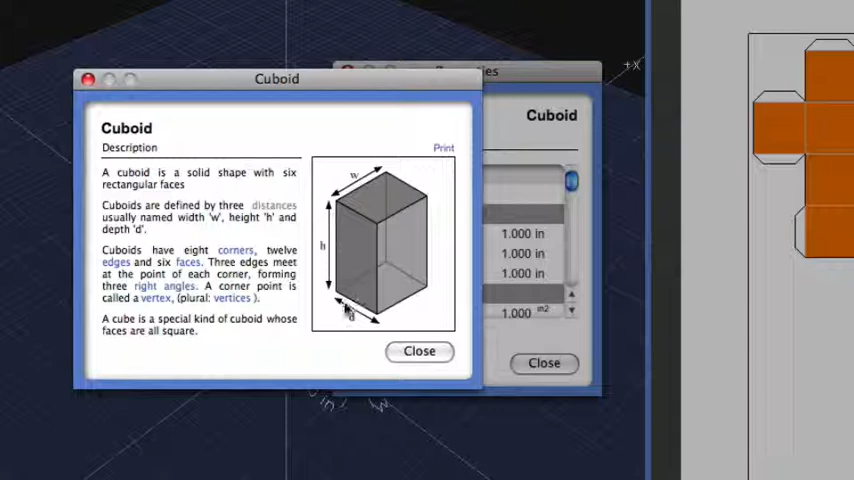 +X
Cuboid
Cuboid
Description
Print
A cuboid is a solid shape with six
rectangular faces
Cuboids are defined by three distances
usually named width 'w', height 'h' and
depth 'd'.
Cuboids have eight corners, twelve
edges and six faces. Three edges meet
at the point of each corner, forming
three right angles. A corner point is
called a vertex, (plural: vertices ).
A cube is a special kind of cuboid whose
faces are all square.
w
h
d
Close
Cuboid
1.000 in
1.000 in
1.000 in
1.000 in2
Close